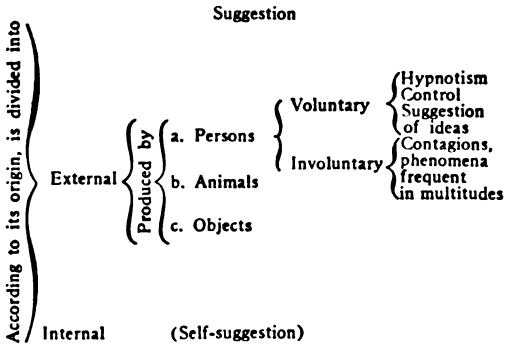 Suggestion
According to its origin, is divided into
External
Produced by
a. Persons
b. Animals
c. Objects
Voluntary
Hypnotism
Control
Suggestion
of ideas
Involuntary
Contagions,
phenomena
frequent
in multitudes
Internal (Self-suggestion)